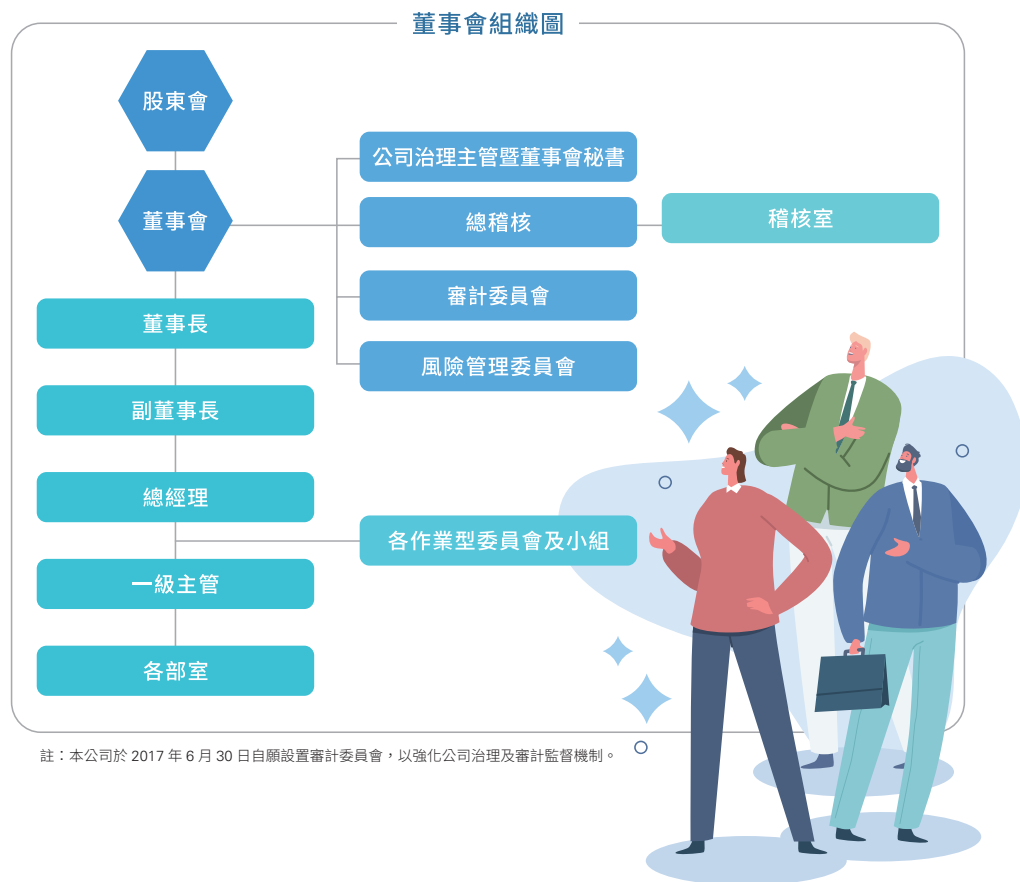 董事會組織圖
股東會
董事會
公司治理主管暨董事會秘書
總稽核
稽核室
審計委員會
風險管理委員會
董事長
副董事長
總經理
各作業型委員會及小組
一級主管
各部室
註：本公司於 2017 年 6 月 30 日自願設置審計委員會，以強化公司治理及審計監督機制。